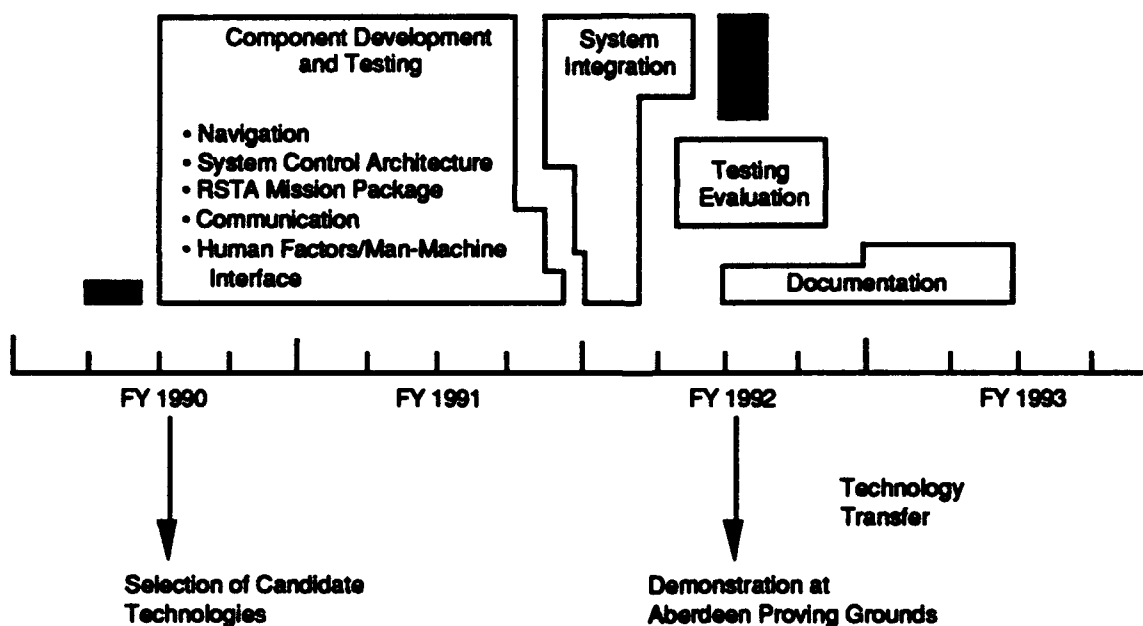 Component Development
and Testing
• Navigation
• System Control Architecture
• RSTA Mission Package
• Communication
• Human Factors/Man-Machine
Interface
System
Integration
Testing
Evaluation
Documentation
FY 1990
FY 1991
FY 1992
FY 1993
Selection of Candidate
Technologies
Demonstration at
Aberdeen Proving Grounds
Technology
Transfer